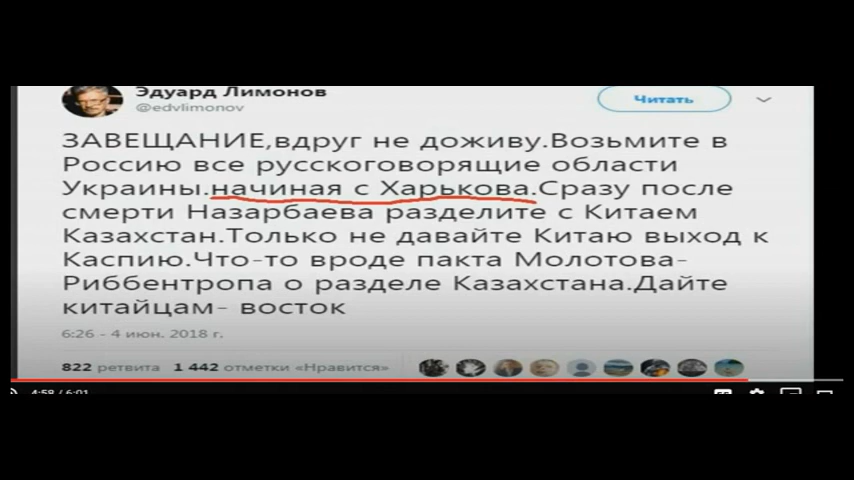 Эдуард Лимонов
@edvlimonov
Читать
ЗАВЕЩАНИЕ,вдруг не доживу.Возьмите в
Россию все русскоговорящие области
Украины.начиная с Харькова.Сразу после
смерти Назарбаева разделите с Китаем
Казахстан.Только не давайте Китаю выход к
Каспию.Что-то вроде пакта Молотова-
Риббентропа о разделе Казахстана.Дайте
китайцам- восток
6:26 - 4 июн. 2018 г.
822 ретвита 1 442 отметки «Нравится»
4:58 / 6:01